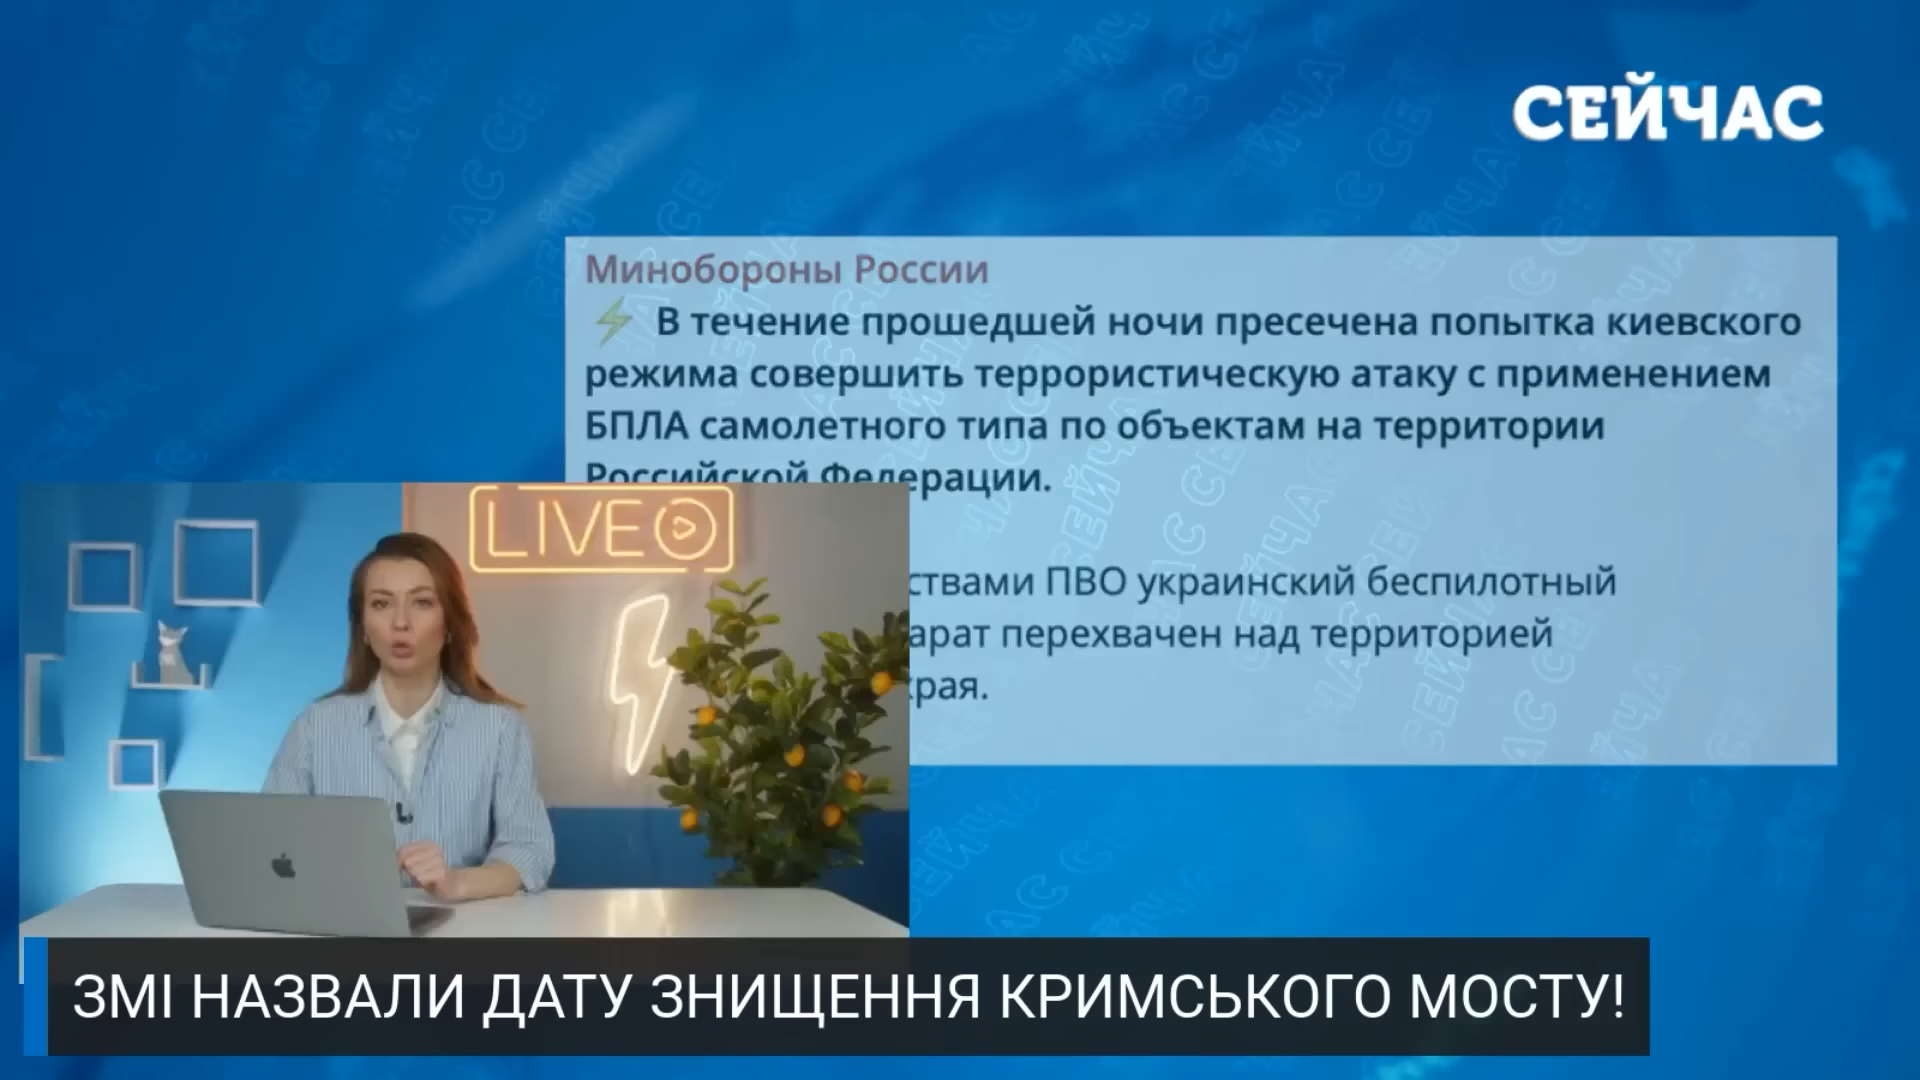 СЕЙЧАС
Минобороны России
⚡ В течение прошедшей ночи пресечена попытка киевского
режима совершить террористическую атаку с применением
БПЛА самолетного типа по объектам на территории
Российской Федерации.
ствами ПВО украинский беспилотный
арат перехвачен над территорией
края.
LIVE
ЗМІ НАЗВАЛИ ДАТУ ЗНИЩЕННЯ КРИМСЬКОГО МОСТУ!